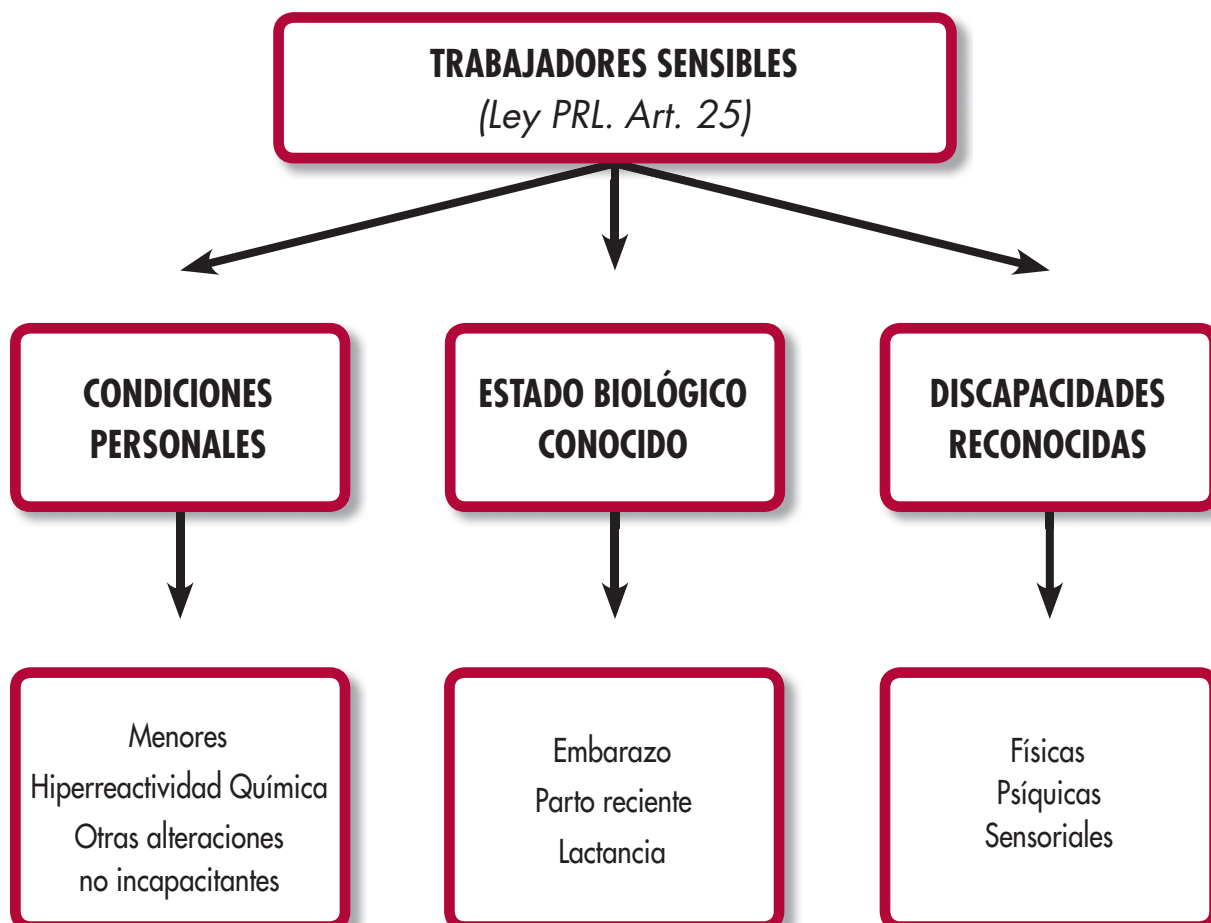 TRABAJADORES SENSIBLES
(Ley PRL. Art. 25)
CONDICIONES
PERSONALES
ESTADO BIOLÓGICO
CONOCIDO
DISCAPACIDADES
RECONOCIDAS
Menores
Hiperreactividad Química
Otras alteraciones
no incapacitantes
Embarazo
Parto reciente
Lactancia
Físicas
Psíquicas
Sensoriales